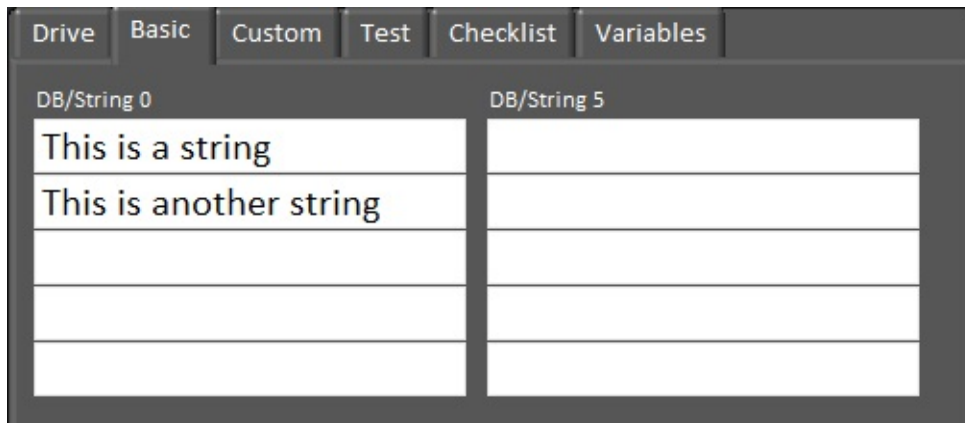 Drive Basic Custom Test Checklist Variables
DB/String 0 DB/String 5
This is a string
This is another string